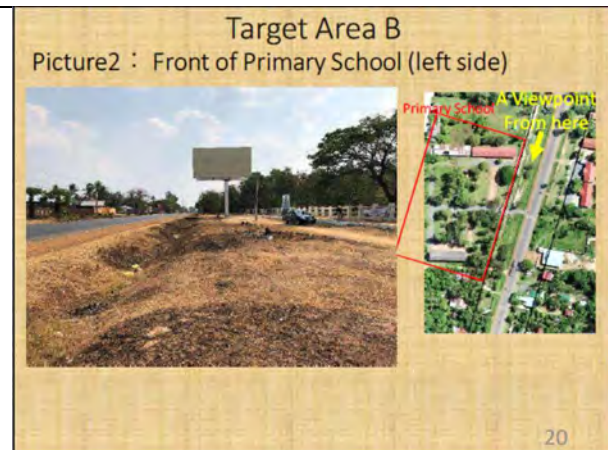 Target Area B
Picture2： Front of Primary School (left side)
Primary School
A Viewpoint
From here
20